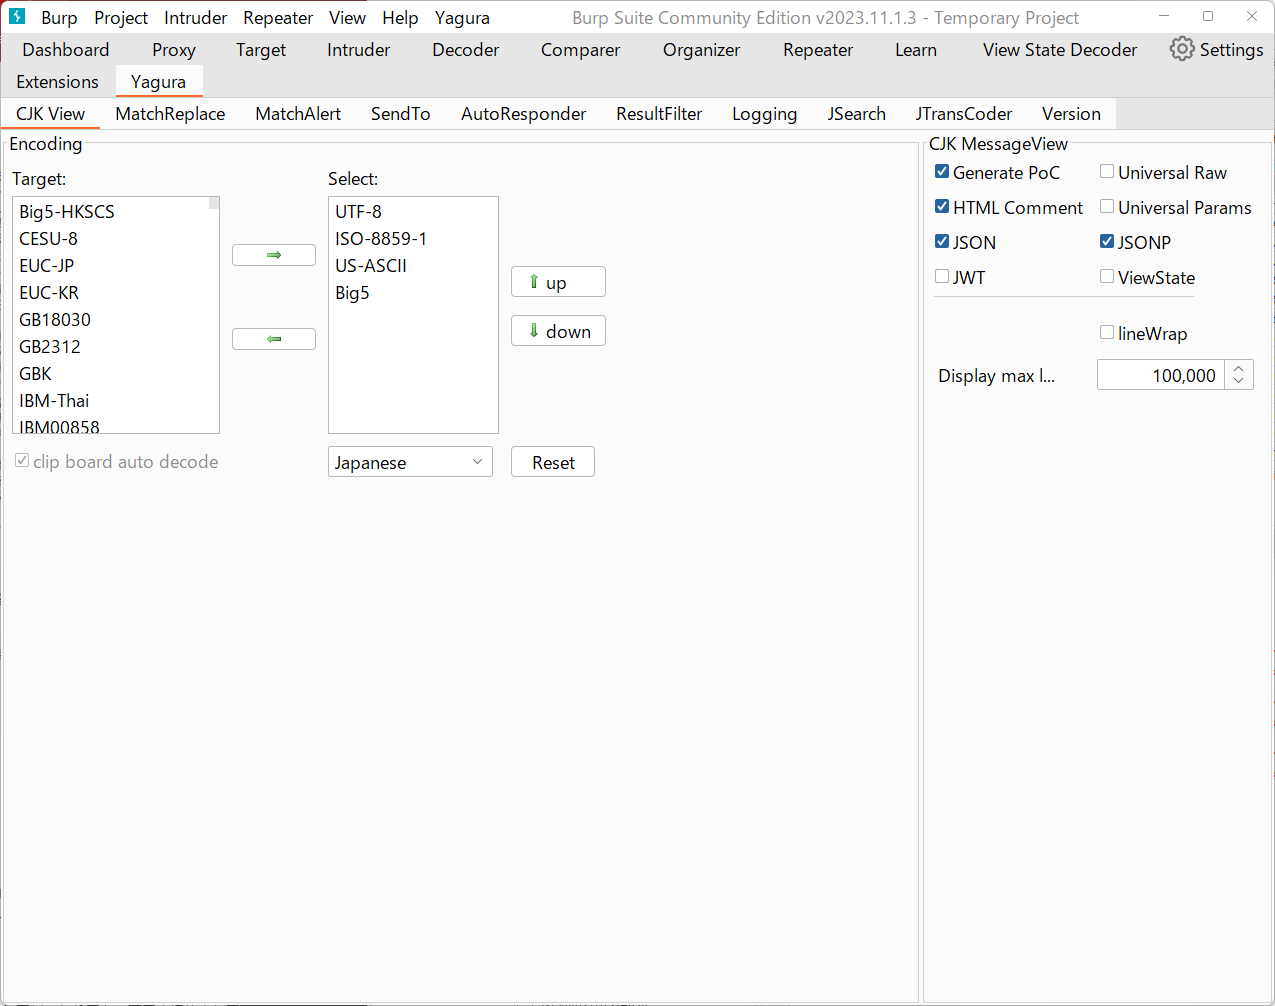 Burp Project Intruder Repeater View Help Yagura Burp Suite Community Edition v2023.11.1.3 - Temporary Project
Dashboard Proxy Target Intruder Decoder Comparer Organizer Repeater Learn View State Decoder Settings
Extensions Yagura
CJK View MatchReplace MatchAlert SendTo AutoResponder ResultFilter Logging JSearch JTransCoder Version
Encoding
Target:
Big5-HKSCS
CESU-8
EUC-JP
EUC-KR
GB18030
GB2312
GBK
IBM-Thai
IBM00858
clip board auto decode
Select:
UTF-8
ISO-8859-1
US-ASCII
Big5
up
down
Japanese
Reset
CJK MessageView
Generate PoC Universal Raw
HTML Comment Universal Params
JSON JSONP
JWT ViewState
lineWrap
Display max l... 100,000